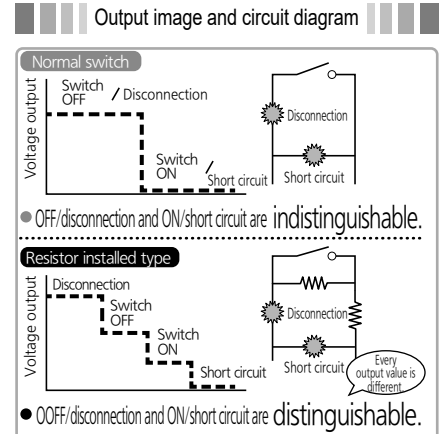 Output image and circuit diagram
Normal switch
Voltage output
Switch OFF / Disconnection
Switch ON / Short circuit
Disconnection
Short circuit
● OFF/disconnection and ON/short circuit are indistinguishable.
Resistor installed type
Voltage output
Disconnection
Switch OFF
Switch ON
Short circuit
Disconnection
Short circuit
Every
output value is
different.
● OOFF/disconnection and ON/short circuit are distinguishable.